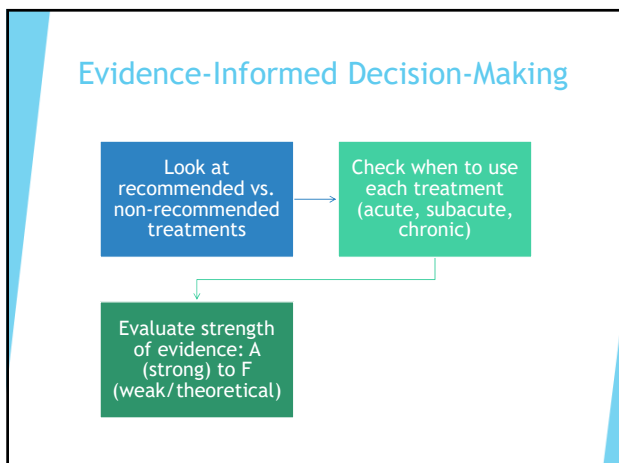 Evidence-Informed Decision-Making
Look at
recommended vs.
non-recommended
treatments
Check when to use
each treatment
(acute, subacute,
chronic)
Evaluate strength
of evidence: A
(strong) to F
(weak/theoretical)